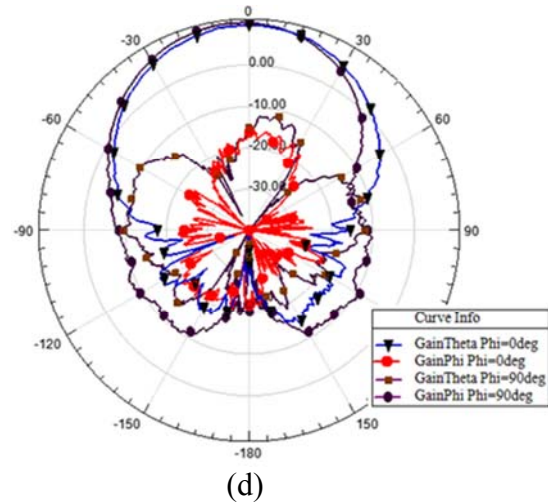 0
-30
30
0.00
-10.00
-60
60
-20.00
-30.00
-90
90
Curve Info
GainTheta Phi=0deg
GainPhi Phi=0deg
GainTheta Phi=90deg
GainPhi Phi=90deg
-120
-150
150
-180
(d)